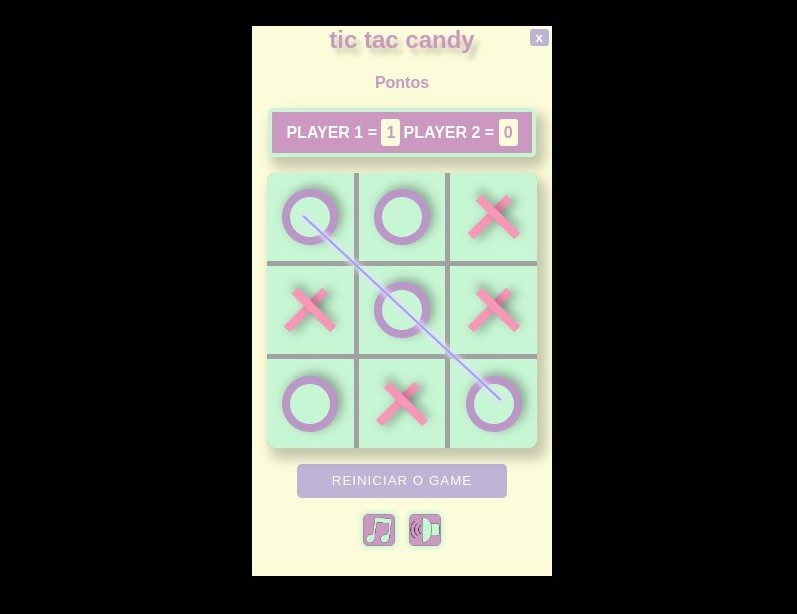 tic tac candy
x
Pontos
PLAYER 1 = 1 PLAYER 2 = 0
REINICIAR O GAME